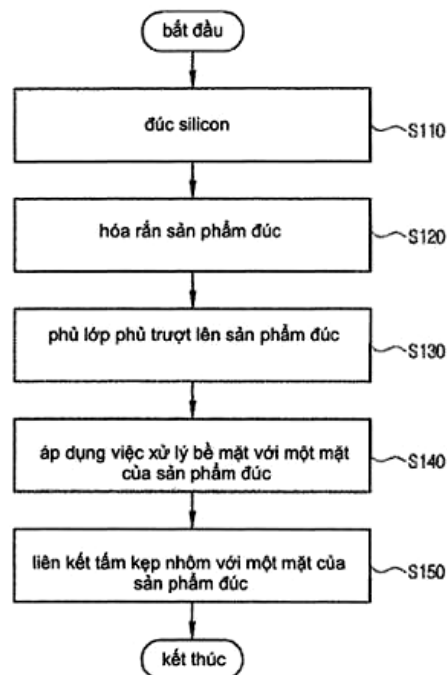 bắt đầu
đúc silicon
S110
hóa rắn sản phẩm đúc
S120
phủ lớp phủ trượt lên sản phẩm đúc
S130
áp dụng việc xử lý bề mặt với một mặt
của sản phẩm đúc
S140
liên kết tấm kẹp nhôm với một mặt của
sản phẩm đúc
S150
kết thúc